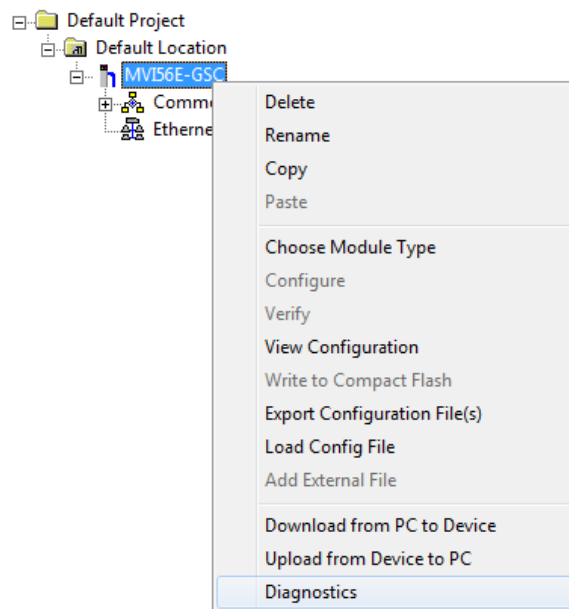 Default Project
Default Location
MVI56E-GSC
Comme
Etherne
Delete
Rename
Copy
Paste
Choose Module Type
Configure
Verify
View Configuration
Write to Compact Flash
Export Configuration File(s)
Load Config File
Add External File
Download from PC to Device
Upload from Device to PC
Diagnostics